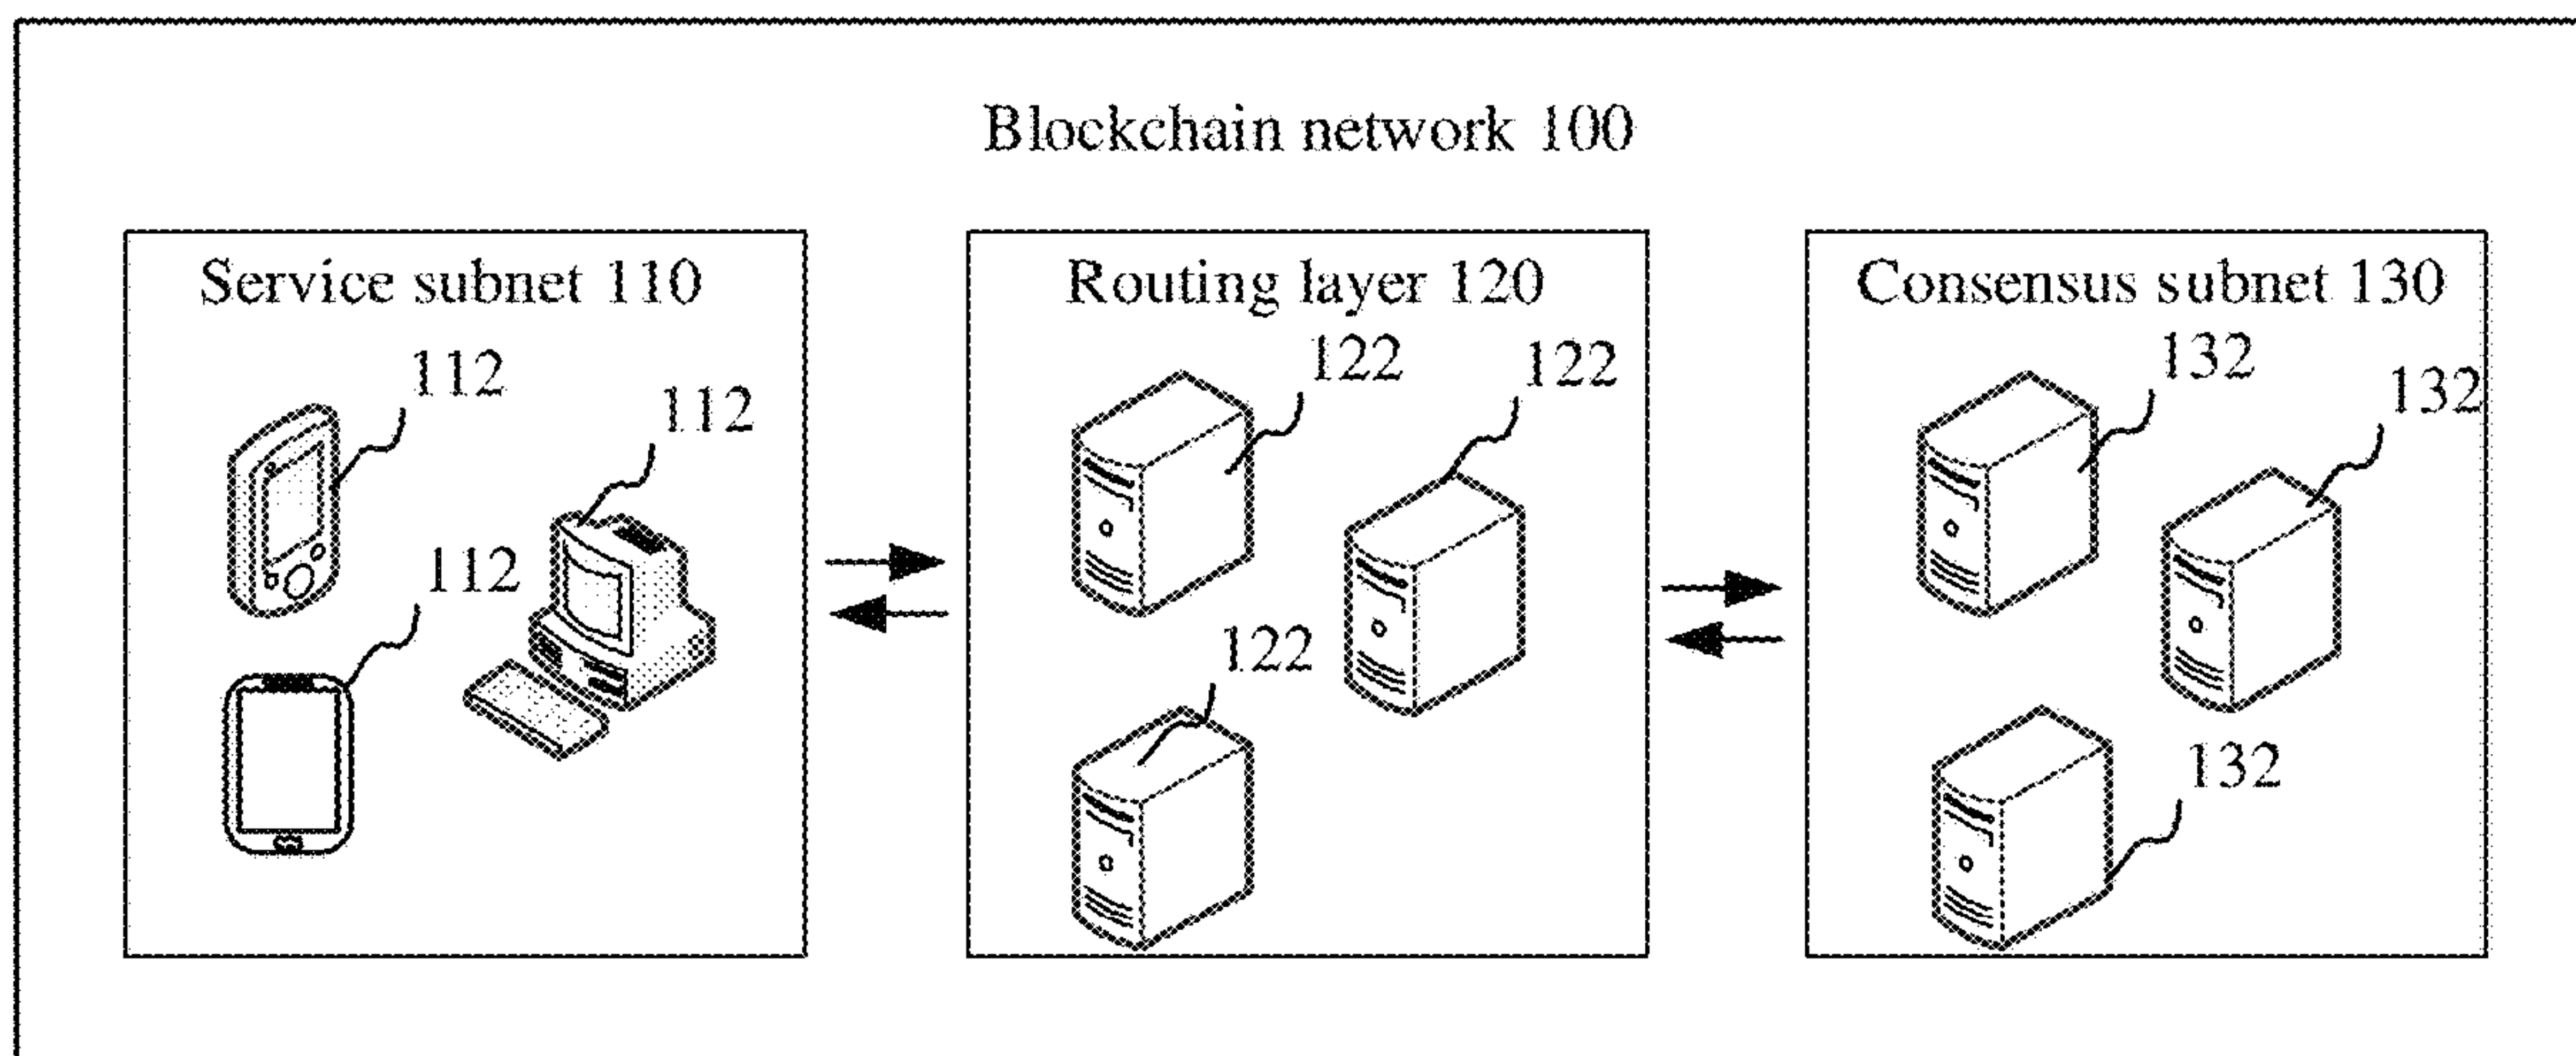 Blockchain network 100
Service subnet 110
112
112
112
Routing layer 120
122
122
122
Consensus subnet 130
132
132
132